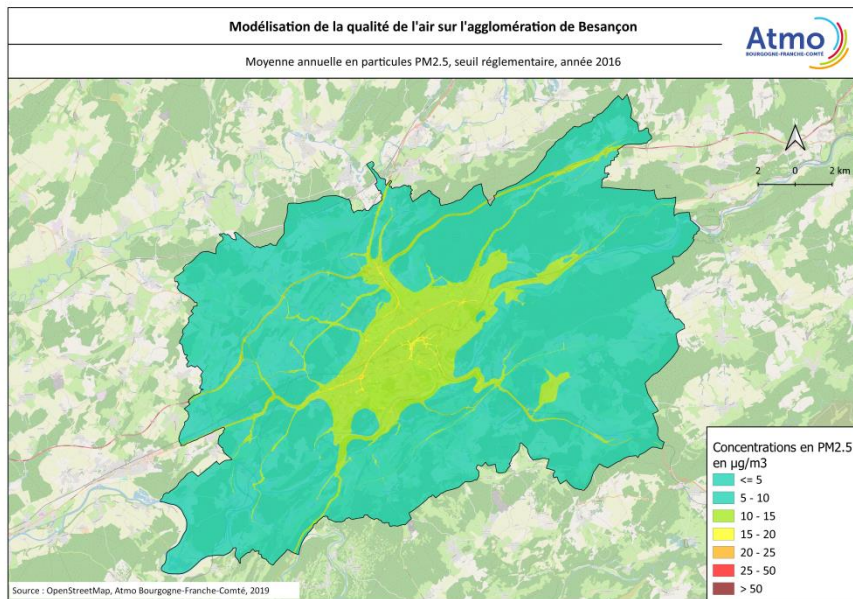 Modélisation de la qualité de l'air sur l'agglomération de Besançon
Moyenne annuelle en particules PM2.5, seuil réglementaire, année 2016
Atmo
BOURGOGNE-FRANCHE-COMTÉ
2 0 2 km
Concentrations en PM2.5
en µg/m3
<= 5
5 - 10
10 - 15
15 - 20
20 - 25
25 - 50
> 50
Source : OpenStreetMap, Atmo Bourgogne-Franche-Comté, 2019